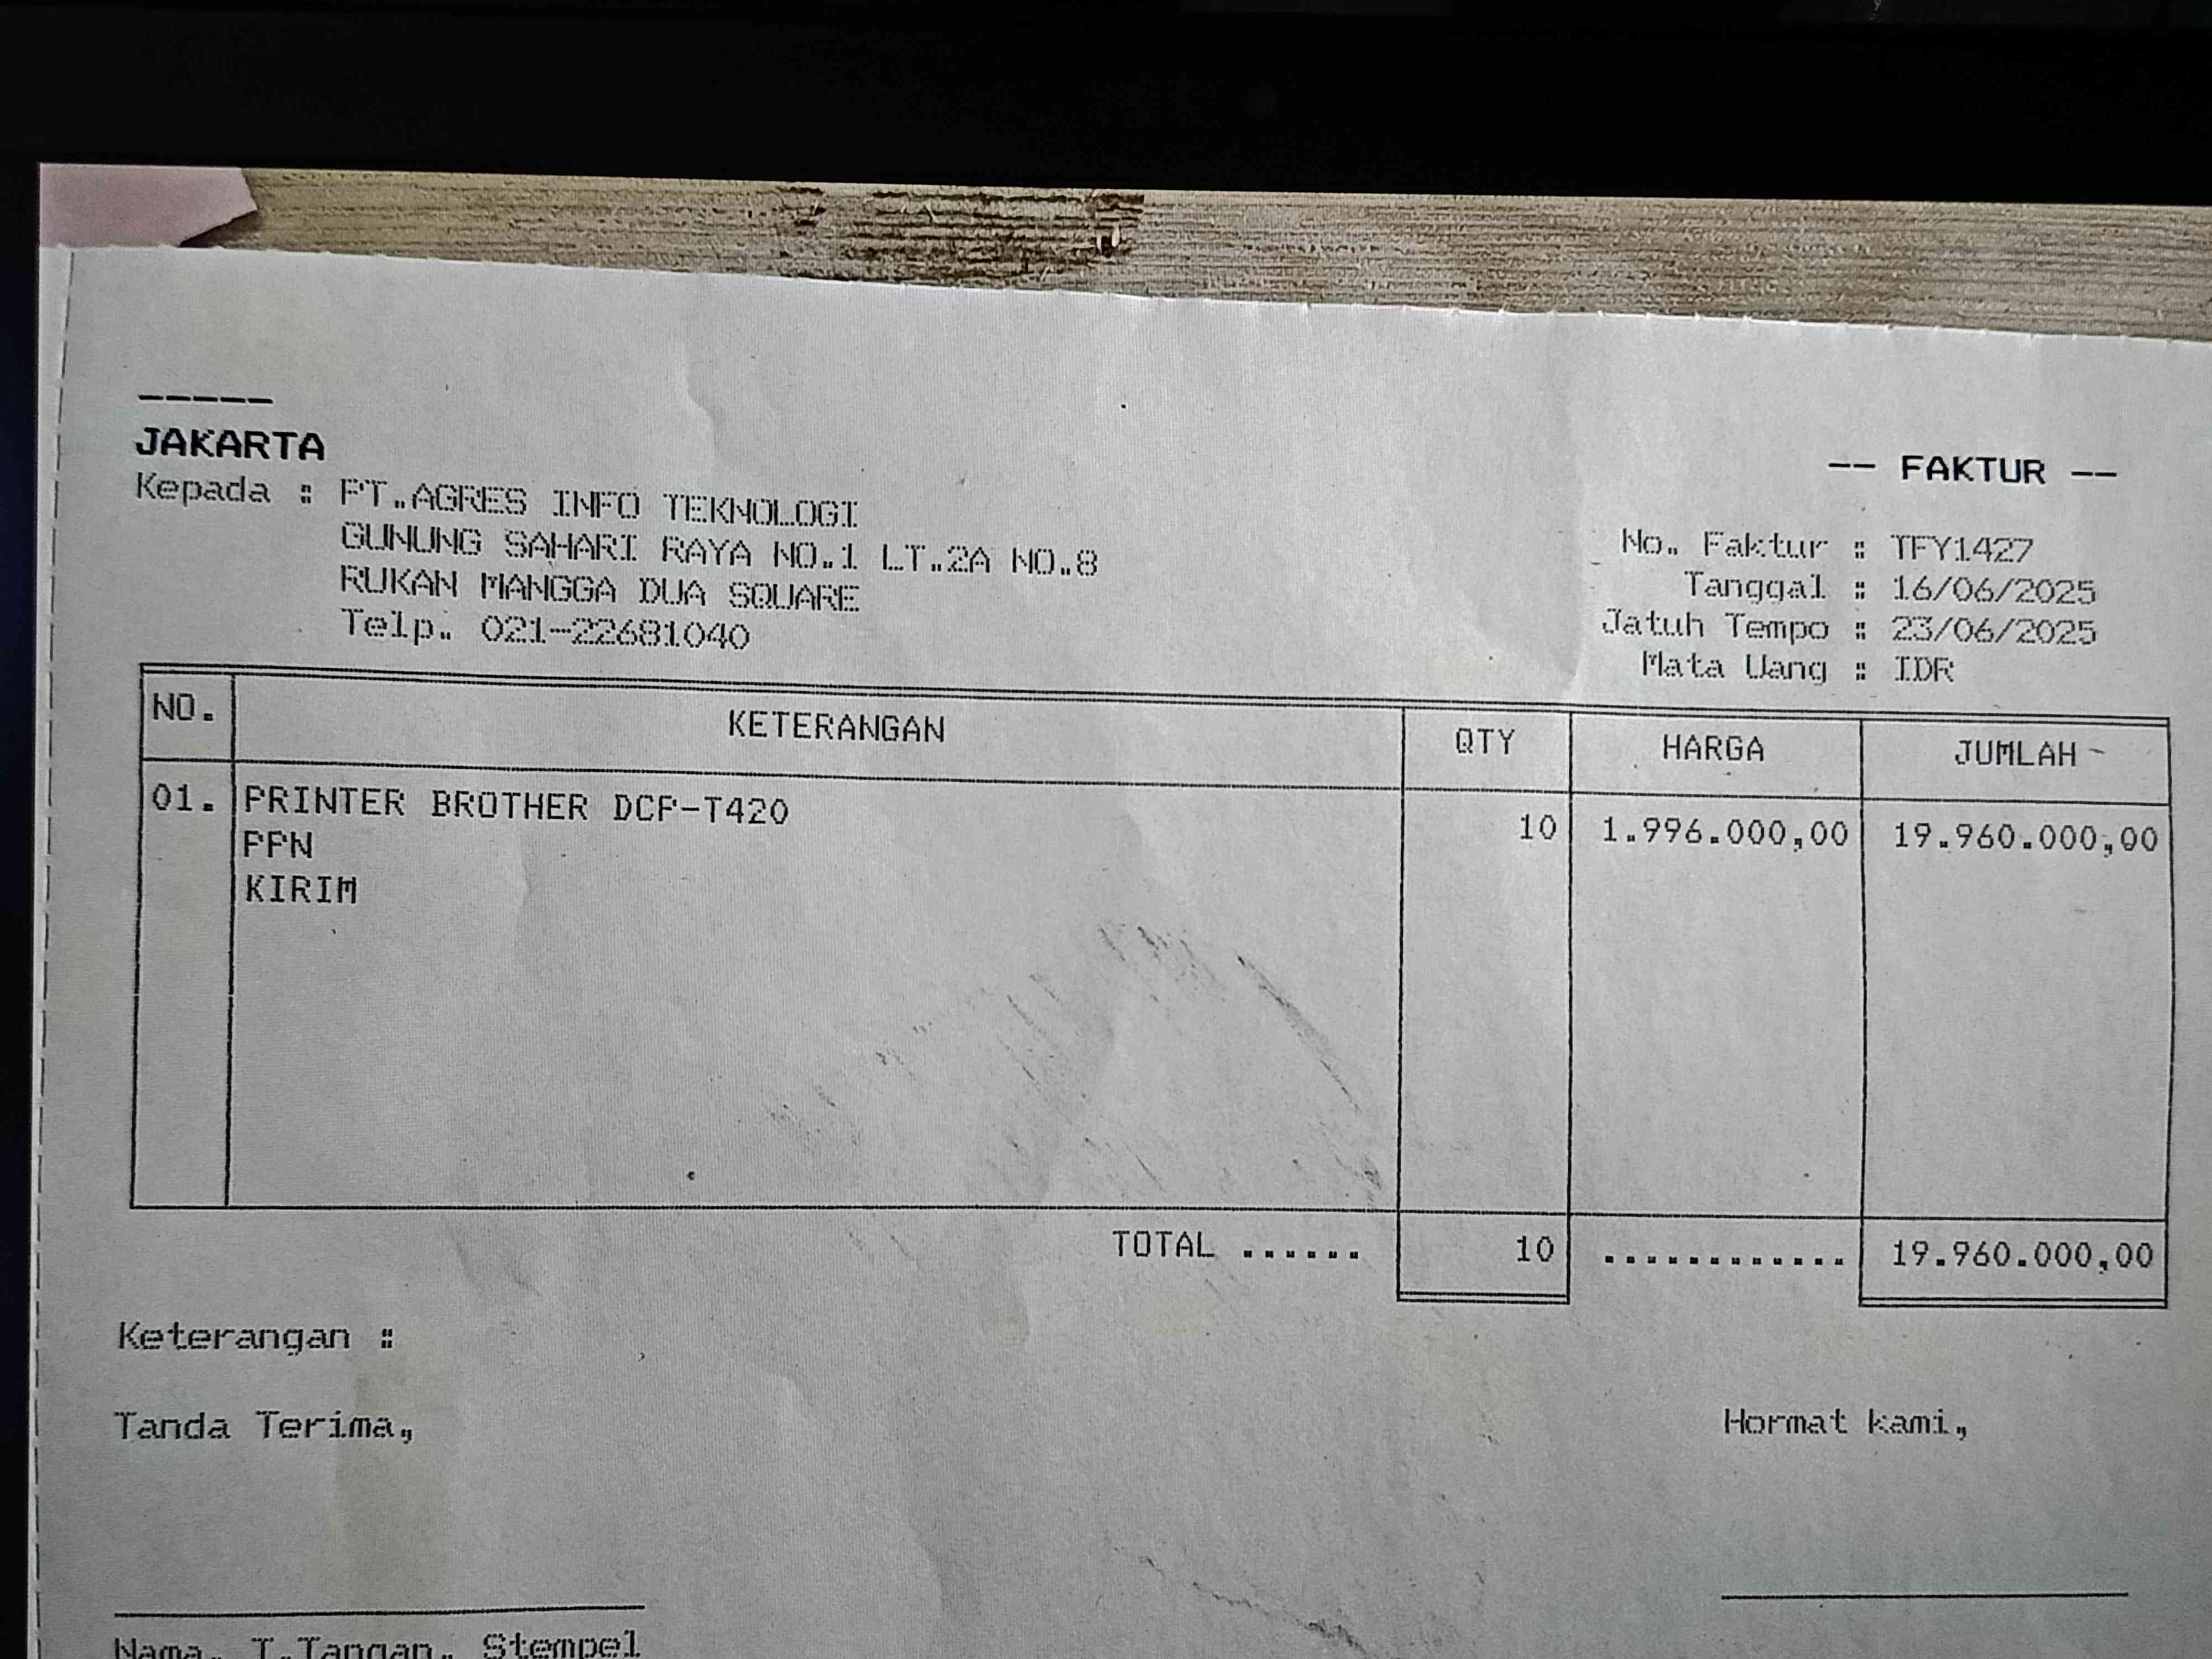 -----
JAKARTA
-- FAKTUR --
Kepada : PT.AGRES INFO TEKNOLOGI
GUNUNG SAHARI RAYA NO.1 LT.2A NO.8
RUKAN MANGGA DUA SQUARE
Telp. 021-22681040
No. Faktur : TFY1427
Tanggal : 16/06/2025
Jatuh Tempo : 23/06/2025
Mata Uang : IDR
NO. KETERANGAN QTY HARGA JUMLAH
01. PRINTER BROTHER DCP-T420 10 1.996.000,00 19.960.000,00
PPN
KIRIM
TOTAL ...... 10 ............ 19.960.000,00
Keterangan :
Tanda Terima, Hormat kami,
Nama, T.Tangan, Stempel